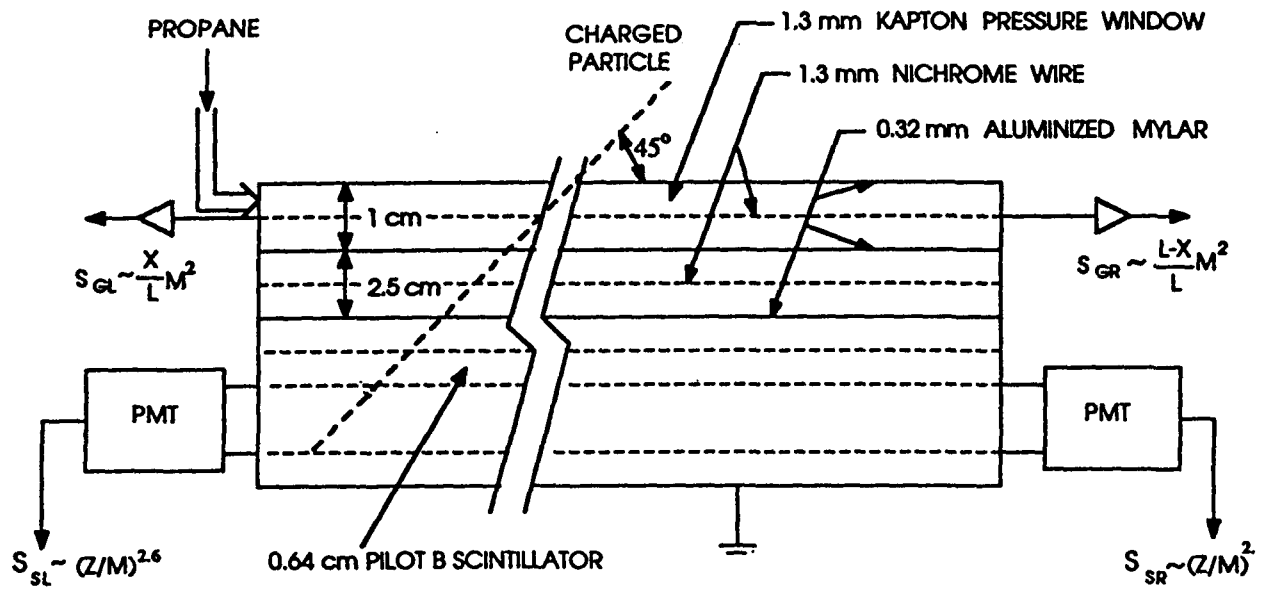 PROPANE
CHARGED
PARTICLE
1.3 mm KAPTON PRESSURE WINDOW
1.3 mm NICHROME WIRE
0.32 mm ALUMINIZED MYLAR
45°
1 cm
2.5 cm
S_GL ~ X/L M²
S_GR ~ L-X/L M²
PMT
PMT
0.64 cm PILOT B SCINTILLATOR
S_SL ~ (Z/M)^2.6
S_SR ~ (Z/M)^2.